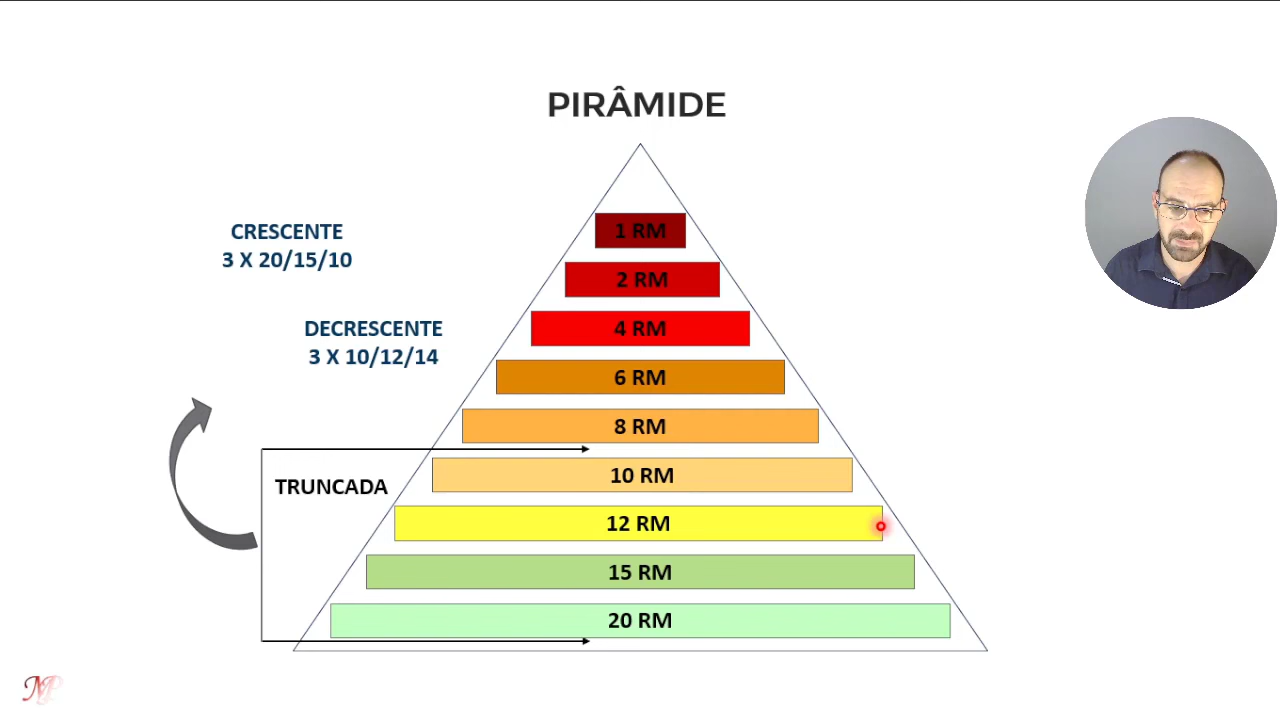 PIRÂMIDE
CRESCENTE
3 X 20/15/10
DECRESCENTE
3 X 10/12/14
TRUNCADA
1 RM
2 RM
4 RM
6 RM
8 RM
10 RM
12 RM
15 RM
20 RM
MP